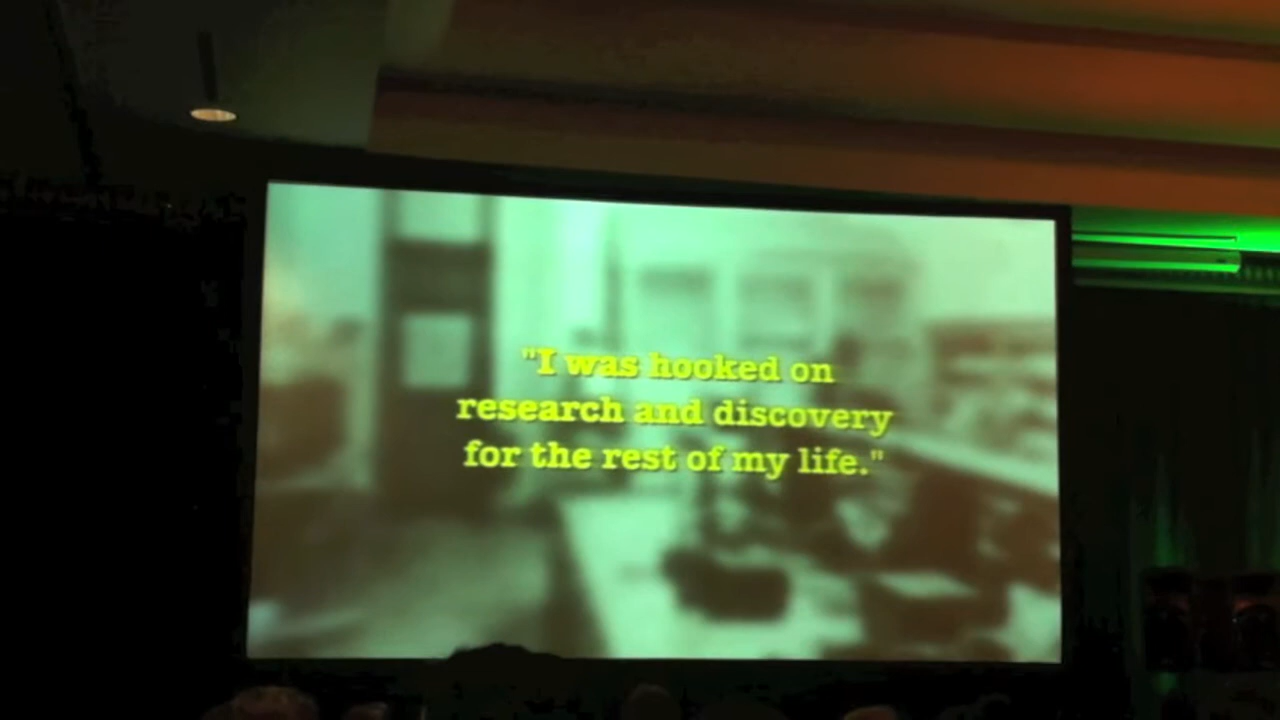 "I was hooked on
research and discovery
for the rest of my life."